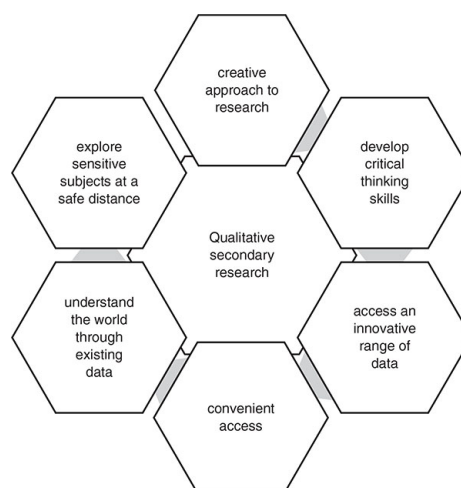 creative
approach to
research
explore
sensitive
subjects at a
safe distance
develop
critical
thinking
skills
Qualitative
secondary
research
understand
the world
through
existing
data
access an
innovative
range of
data
convenient
access